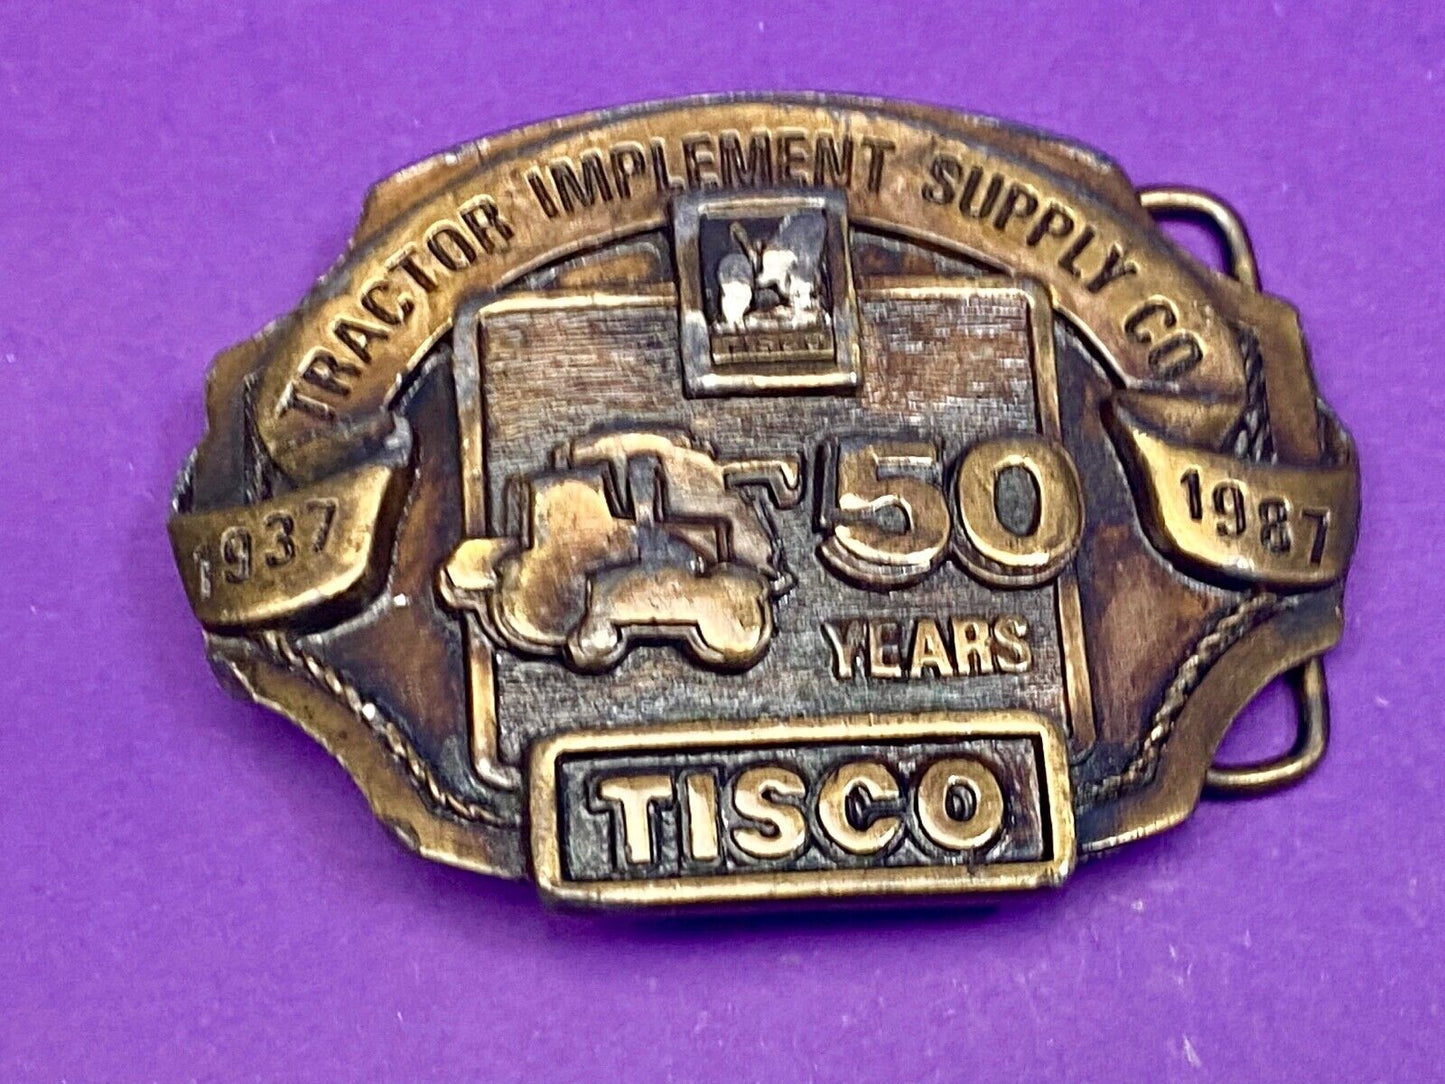 TRACTOR IMPLEMENT SUPPLY CO
1937
1987
50
YEARS
TISCO